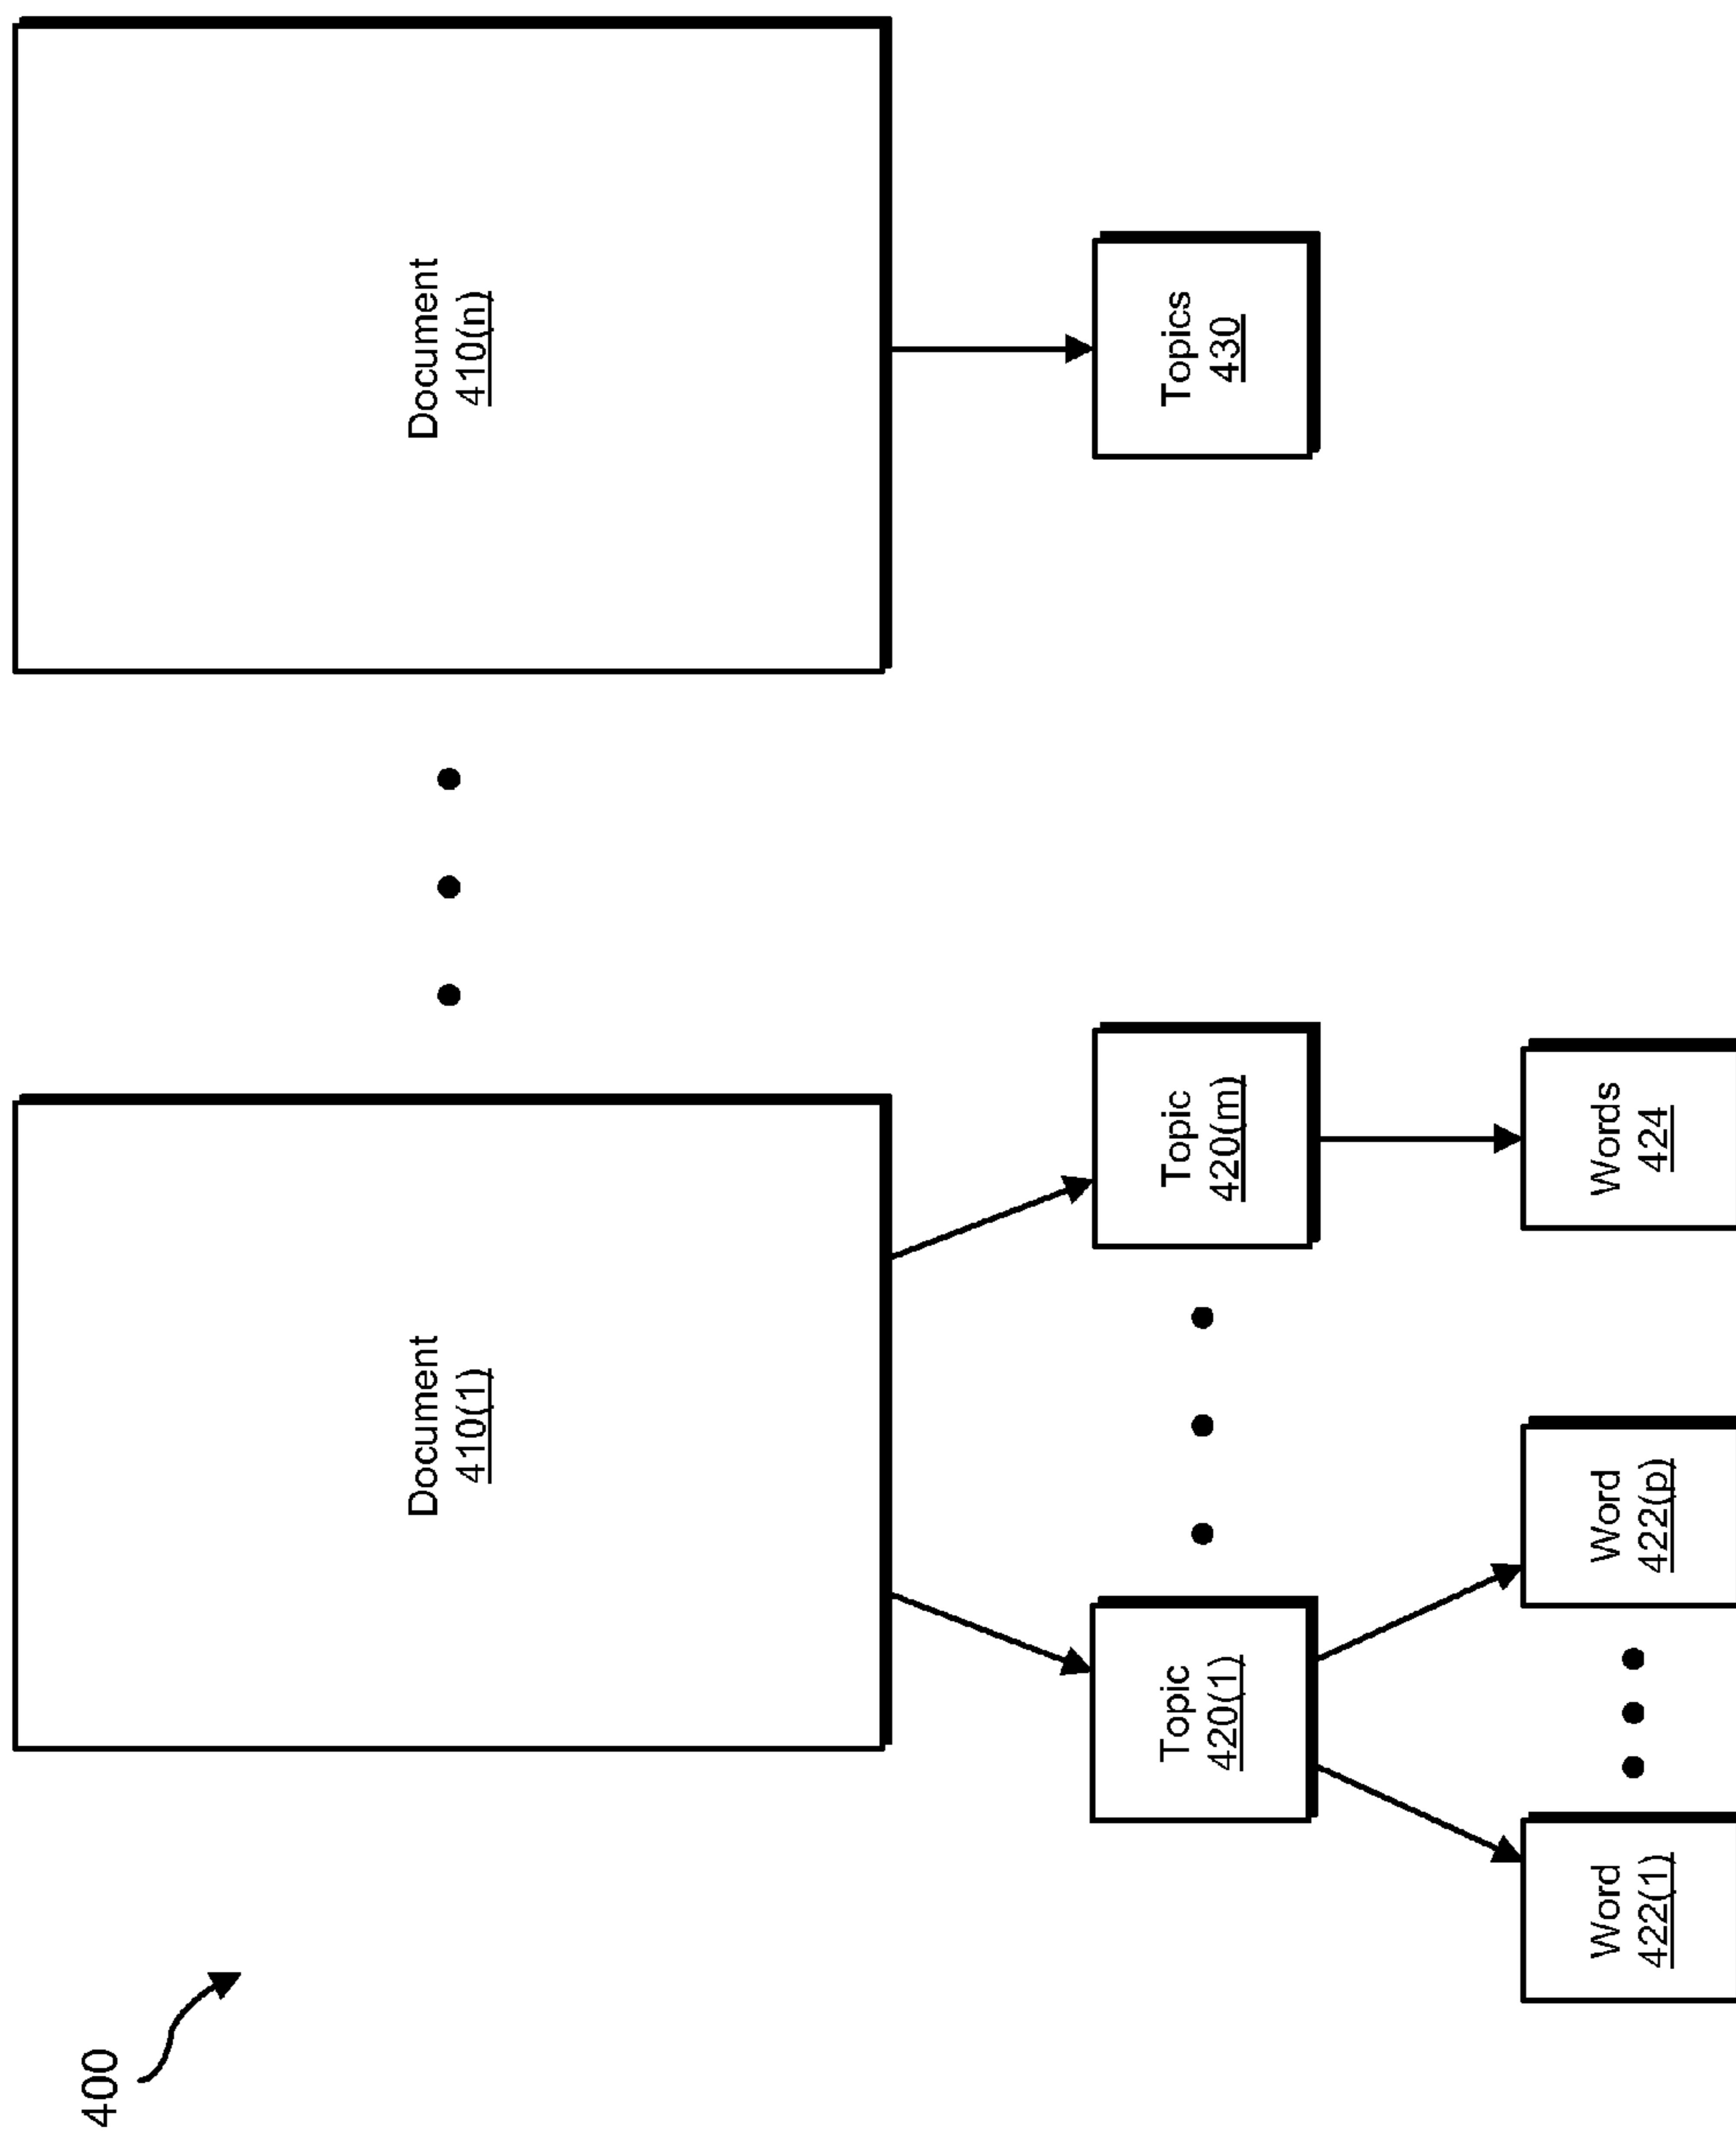 400
Document
410(1)
Document
410(n)
Topic
420(1)
Topic
420(m)
Topics
430
Word
422(1)
Word
422(p)
Words
424